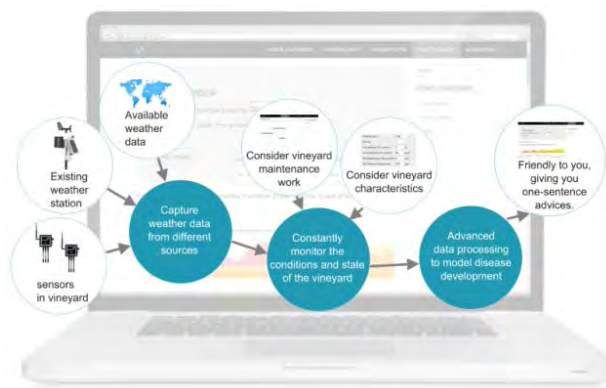 Available
weather
data
Existing
weather
station
sensors
in vineyard
Capture
weather data
from different
sources
Consider vineyard
maintenance
work
Consider vineyard
characteristics
Constantly
monitor the
conditions and state
of the vineyard
Advanced
data processing
to model disease
development
Friendly to you,
giving you
one-sentence
advices.